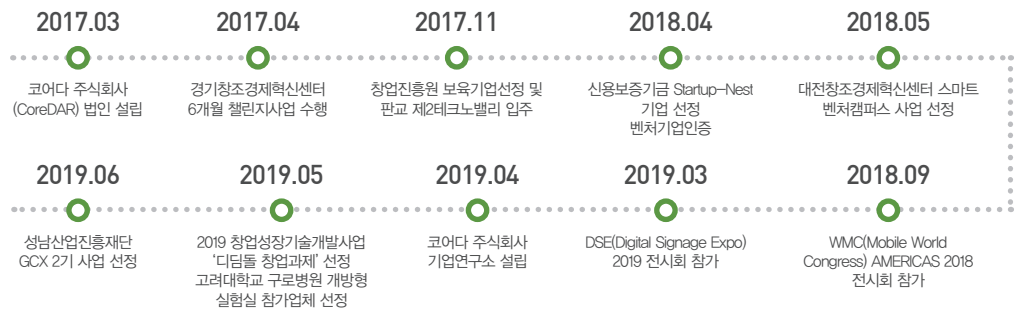 2017.03
코어다 주식회사
(CoreDAR) 법인 설립
2017.04
경기창조경제혁신센터
6개월 챌린지사업 수행
2017.11
창업진흥원 보육기업선정 및
판교 제2테크노밸리 입주
2018.04
신용보증기금 Startup-Nest
기업 선정
벤처기업인증
2018.05
대전창조경제혁신센터 스마트
벤처캠퍼스 사업 선정
2019.06
성남산업진흥재단
GCX 2기 사업 선정
2019.05
2019 창업성장기술개발사업
‘디딤돌 창업과제’ 선정
고려대학교 구로병원 개방형
실험실 참가업체 선정
2019.04
코어다 주식회사
기업연구소 설립
2019.03
DSE(Digital Signage Expo)
2019 전시회 참가
2018.09
WMC(Mobile World
Congress) AMERICAS 2018
전시회 참가